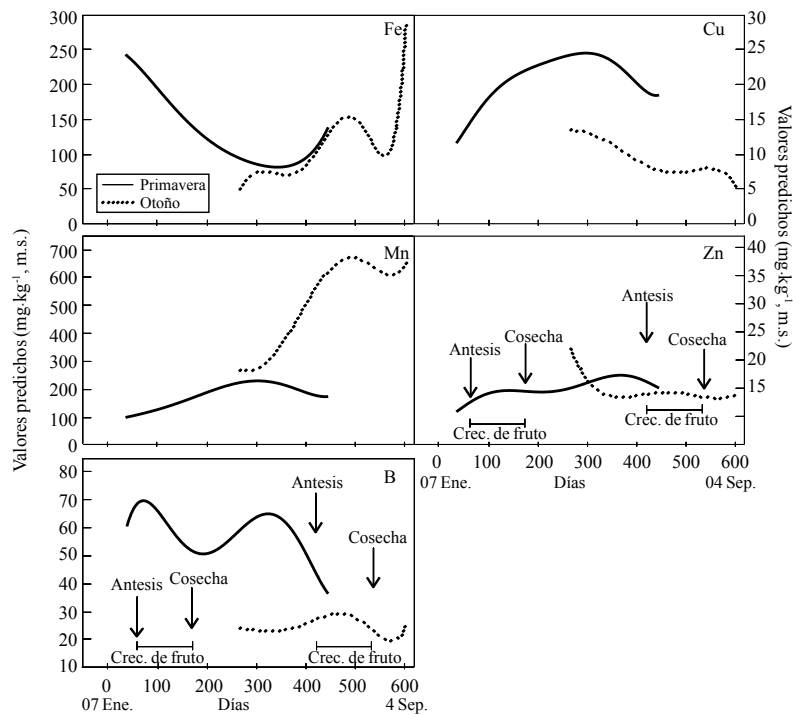 Valores predichos (mg·kg⁻¹, m.s.)
300
250
200
150
100
50
0
Fe
Primavera
Otoño
Cu
30
25
20
15
10
5
0
Valores predichos (mg·kg⁻¹, m.s.)
700
600
500
400
300
200
100
0
Mn
Zn
40
35
30
25
20
15
Antesis
Cosecha
Antesis
Cosecha
Crec. de fruto
Crec. de fruto
0 100 200 300 400 500 600
07 Ene. Días 04 Sep.
80
70
60
50
40
30
20
10
B
Antesis
Cosecha
Antesis
Cosecha
Crec. de fruto
Crec. de fruto
0 100 200 300 400 500 600
07 Ene. Días 4 Sep.